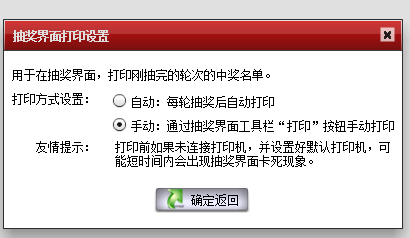 抽奖界面打印设置
用于在抽奖界面，打印刚抽完的轮次的中奖名单。
打印方式设置： 自动：每轮抽奖后自动打印
手动：通过抽奖界面工具栏“打印”按钮手动打印
友情提示： 打印前如果未连接打印机，并设置好默认打印机，可
能短时间内会出现抽奖界面卡死现象。
确定返回